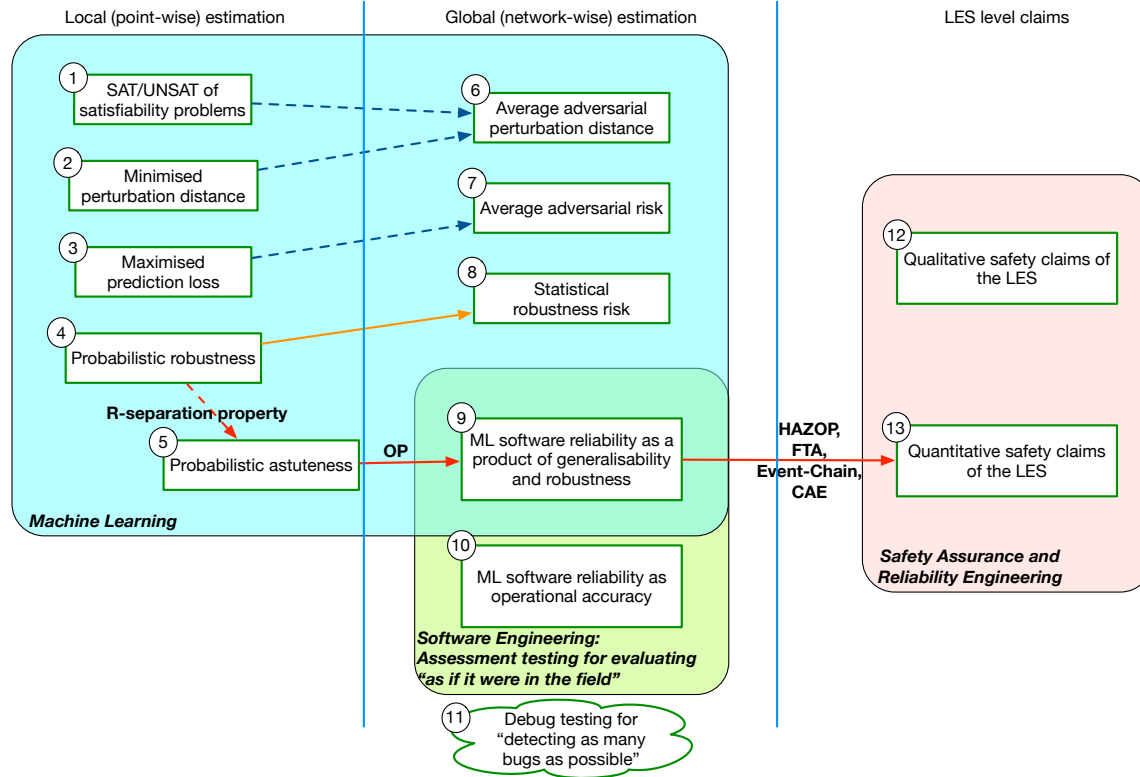 Local (point-wise) estimation
Global (network-wise) estimation
LES level claims
1
SAT/UNSAT of
satisfiability problems
2
Minimised
perturbation distance
3
Maximised
prediction loss
4
Probabilistic robustness
R-separation property
5
Probabilistic astuteness
Machine Learning
OP
6
Average adversarial
perturbation distance
7
Average adversarial risk
8
Statistical
robustness risk
9
ML software reliability as a
product of generalisability
and robustness
10
ML software reliability as
operational accuracy
Software Engineering:
Assessment testing for evaluating
“as if it were in the field”
11
Debug testing for
“detecting as many
bugs as possible”
HAZOP,
FTA,
Event-Chain,
CAE
12
Qualitative safety claims of
the LES
13
Quantitative safety claims
of the LES
Safety Assurance and
Reliability Engineering